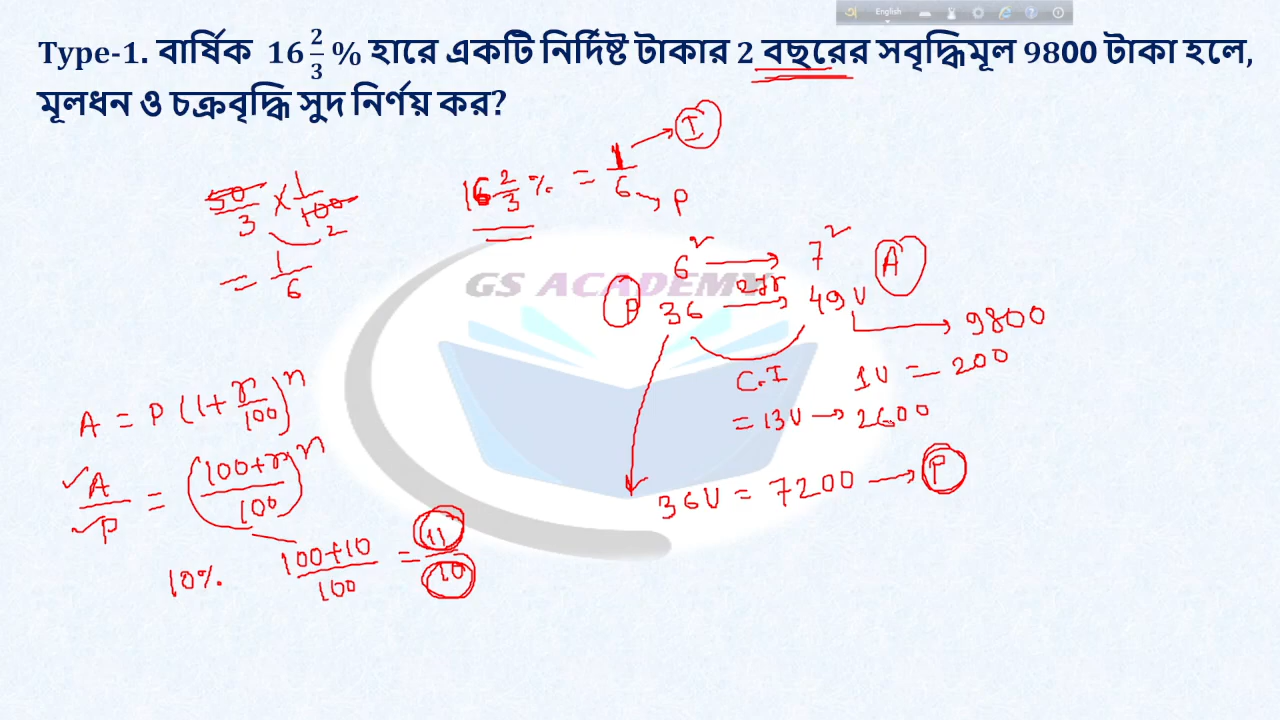 English
Type-1. বার্ষিক 16 2/3 % হারে একটি নির্দিষ্ট টাকার 2 বছরের সবৃদ্ধিমূল 9800 টাকা হলে,
মূলধন ও চক্রবৃদ্ধি সুদ নির্ণয় কর?
50/3 × 1/100 2
= 1/6
16 2/3 % = 1/6 → I
→ P
6² → 7² A
GS ACADEMY
P 36 2yr → 49U → 9800
C.I 1U = 200
= 13U → 2600
36U = 7200 → P
A = P (1 + r/100)^n
A/P = (100+r/100)^n
10% 100+10/100 = 11/10